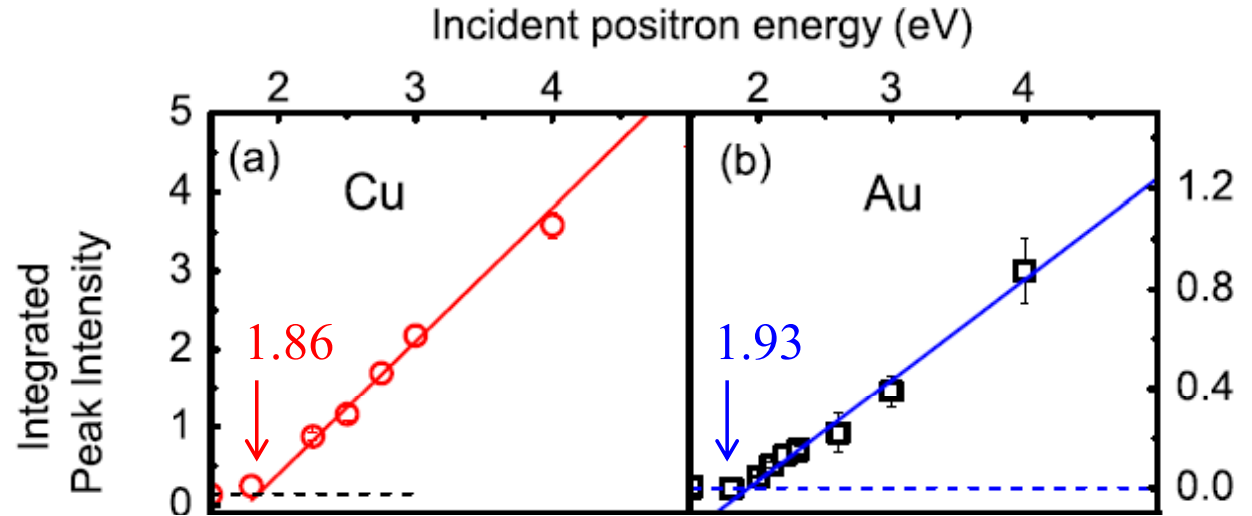 Incident positron energy (eV)
2 3 4 2 3 4
5
4
3
2
1
0
Integrated
Peak Intensity
(a)
Cu
1.86
(b)
Au
1.93
1.2
0.8
0.4
0.0